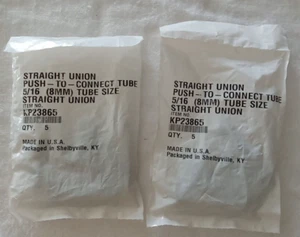 STRAIGHT UNION
PUSH-TO-CONNECT TUBE
5/16 (8MM) TUBE SIZE
STRAIGHT UNION
ITEM NO.
KP23865
QTY. 5
MADE IN U.S.A.
Packaged in Shelbyville, KY
STRAIGHT UNION
PUSH-TO-CONNECT TUBE
5/16 (8MM) TUBE SIZE
STRAIGHT UNION
ITEM NO.
KP23865
QTY. 5
MADE IN U.S.A.
Packaged in Shelbyville, KY